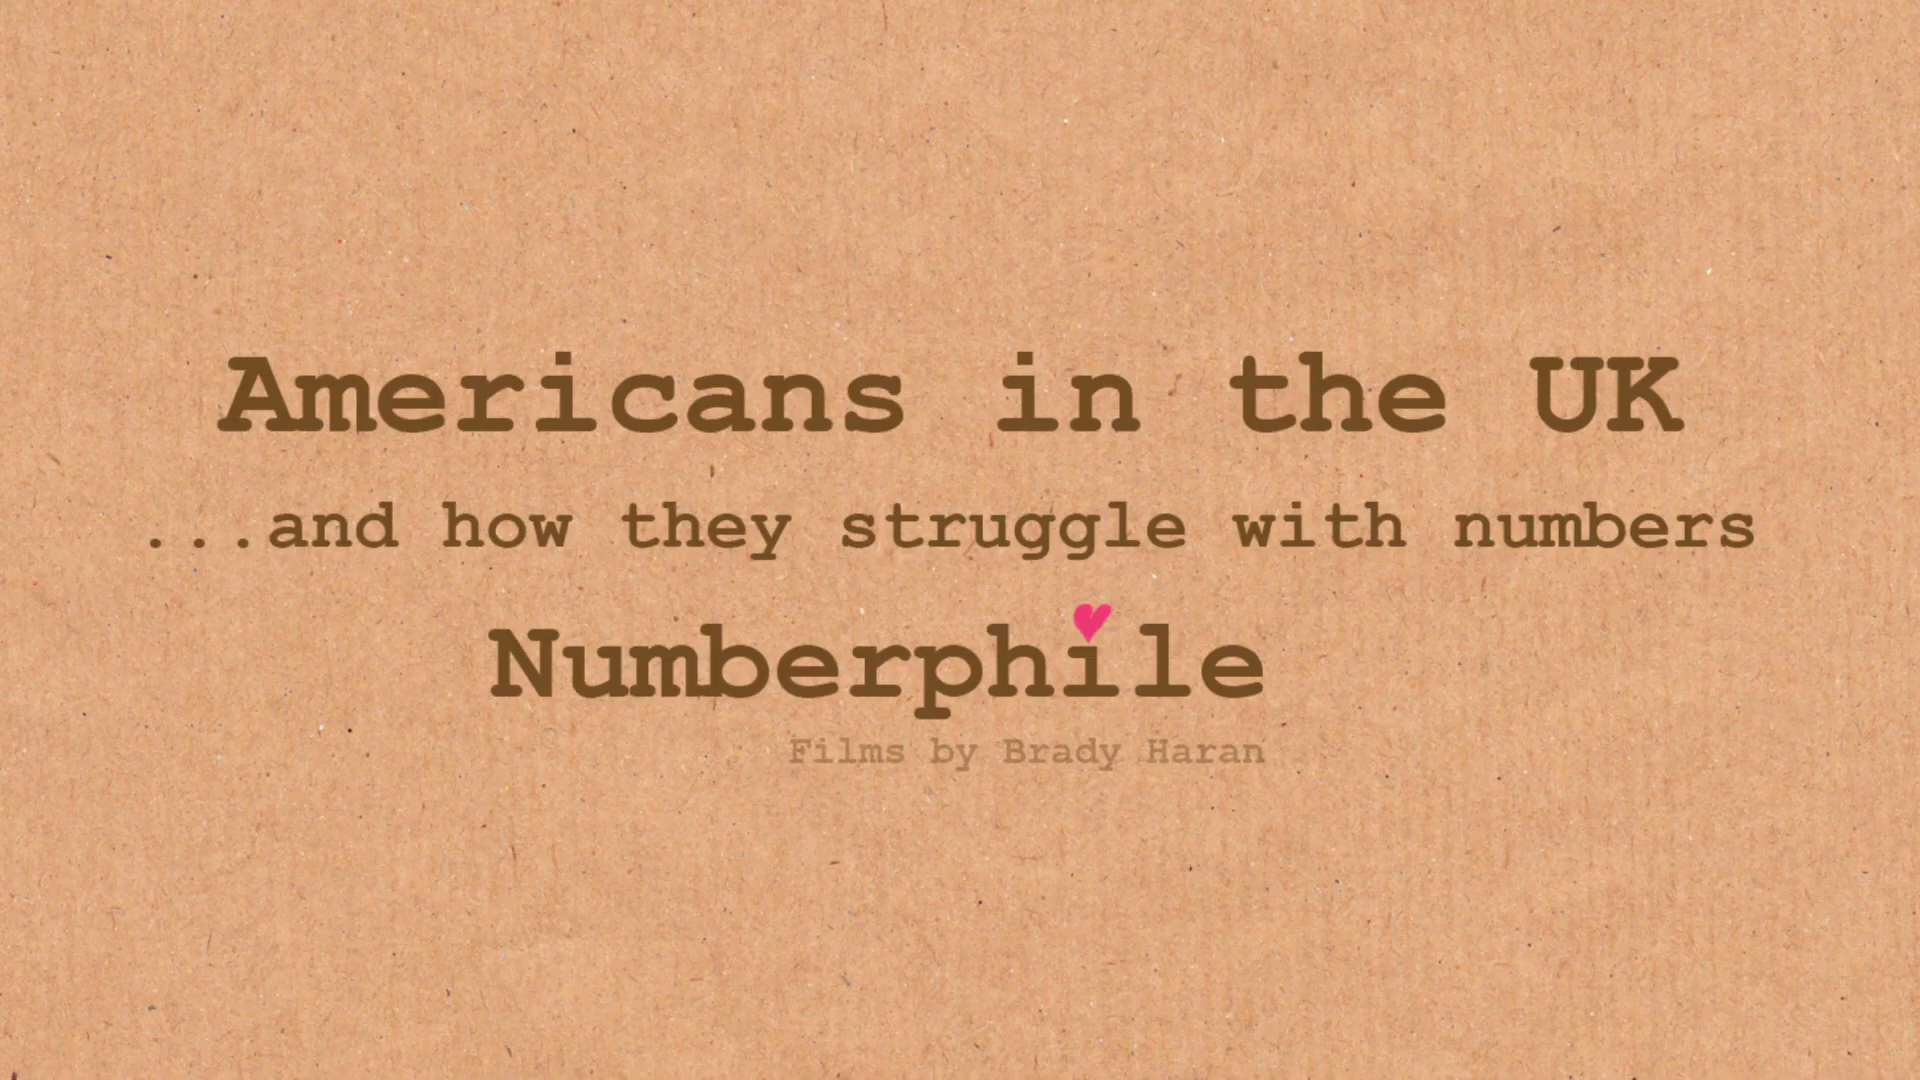 Americans in the UK
...and how they struggle with numbers
Numberphile
Films by Brady Haran